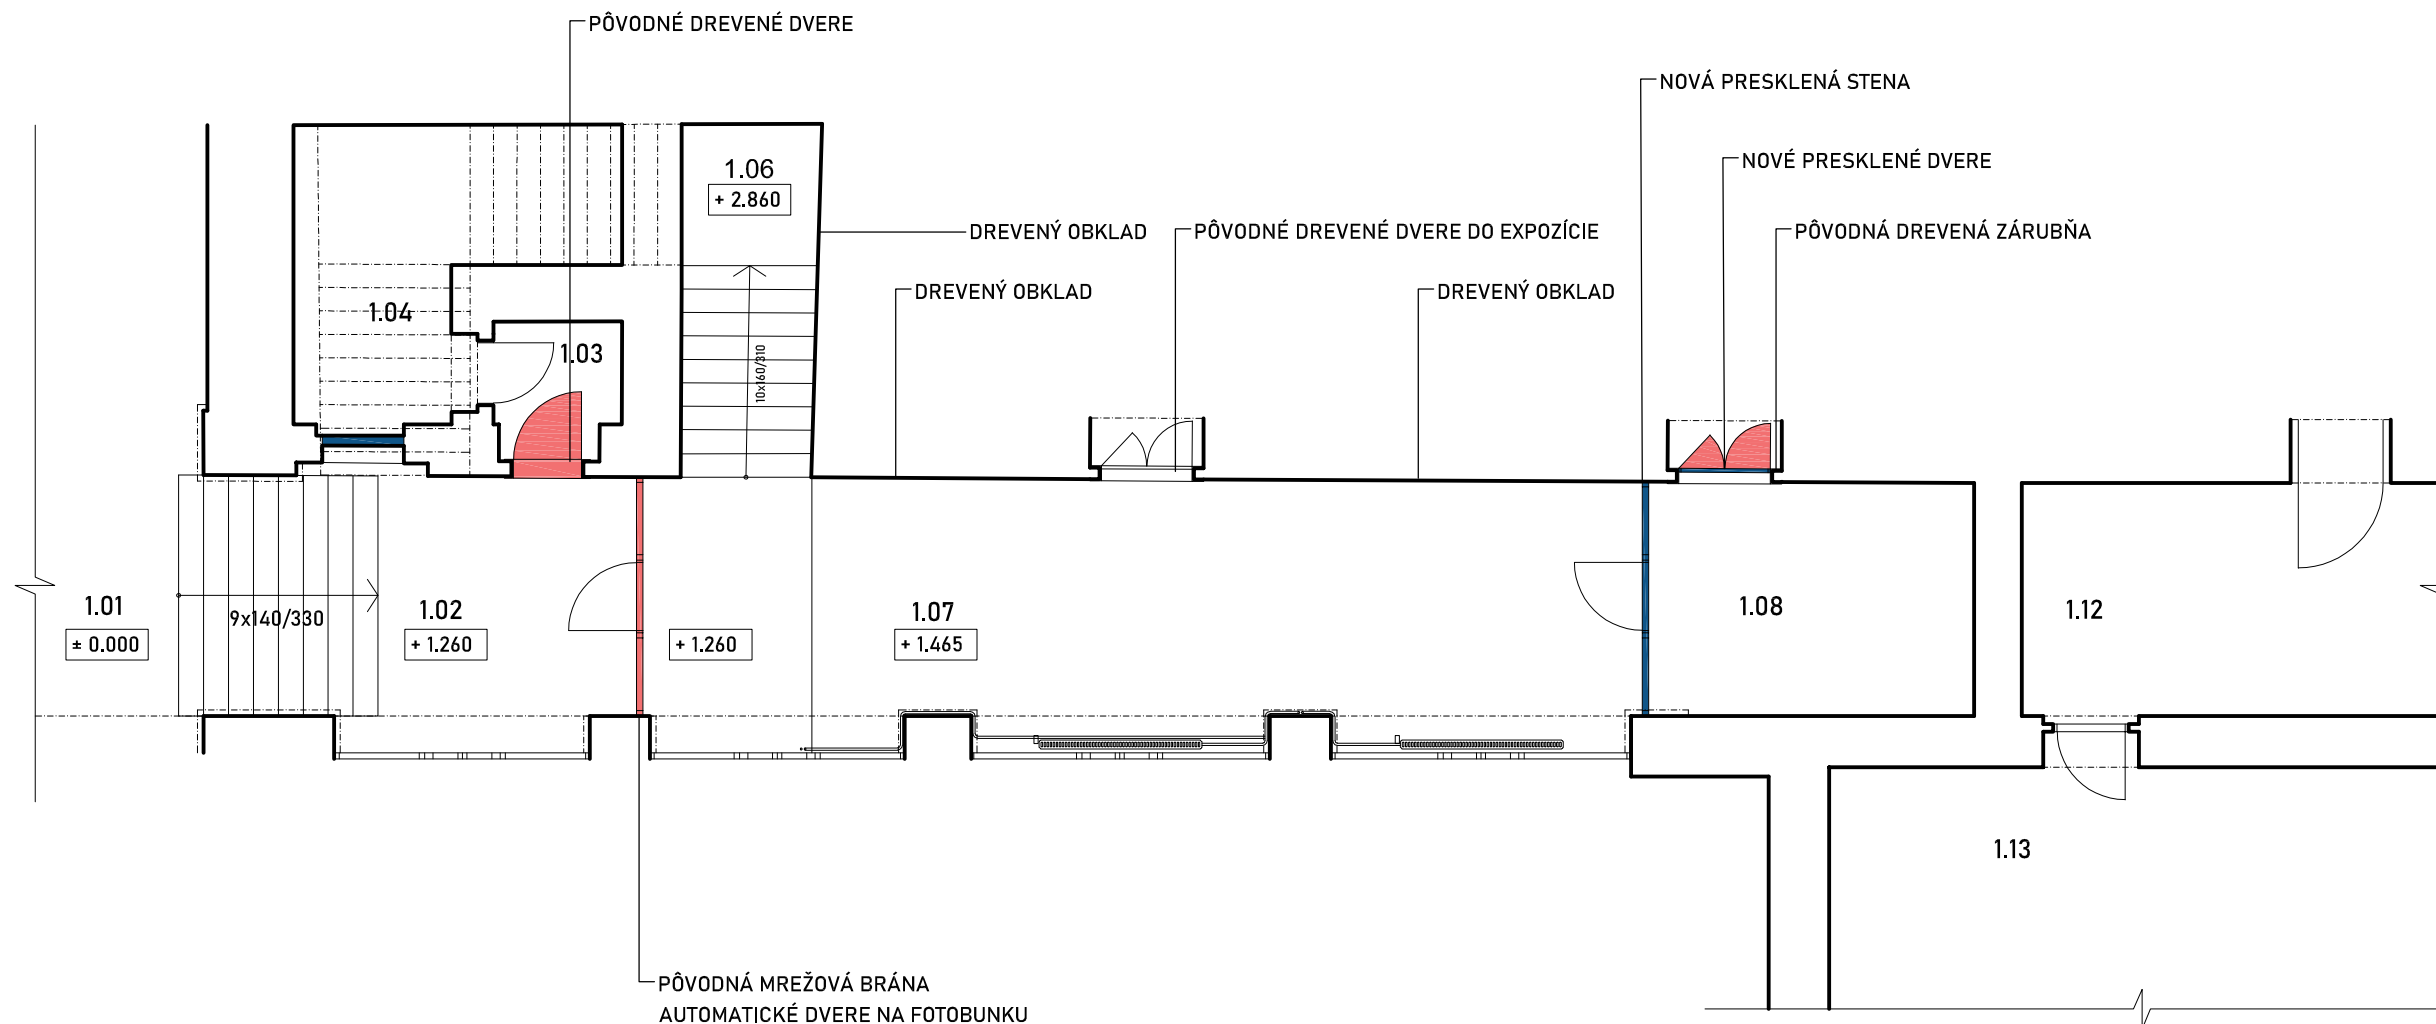 PÔVODNÉ DREVENÉ DVERE
NOVÁ PRESKLENÁ STENA
NOVÉ PRESKLENÉ DVERE
1.06
+ 2.860
DREVENÝ OBKLAD
PÔVODNÉ DREVENÉ DVERE DO EXPOZÍCIE
PÔVODNÁ DREVENÁ ZÁRUBŇA
DREVENÝ OBKLAD
DREVENÝ OBKLAD
1.04
1.03
10x160/310
1.01
± 0.000
9x140/330
1.02
+ 1.260
+ 1.260
1.07
+ 1.465
1.08
1.12
1.13
PÔVODNÁ MREŽOVÁ BRÁNA
AUTOMATICKÉ DVERE NA FOTOBUNKU